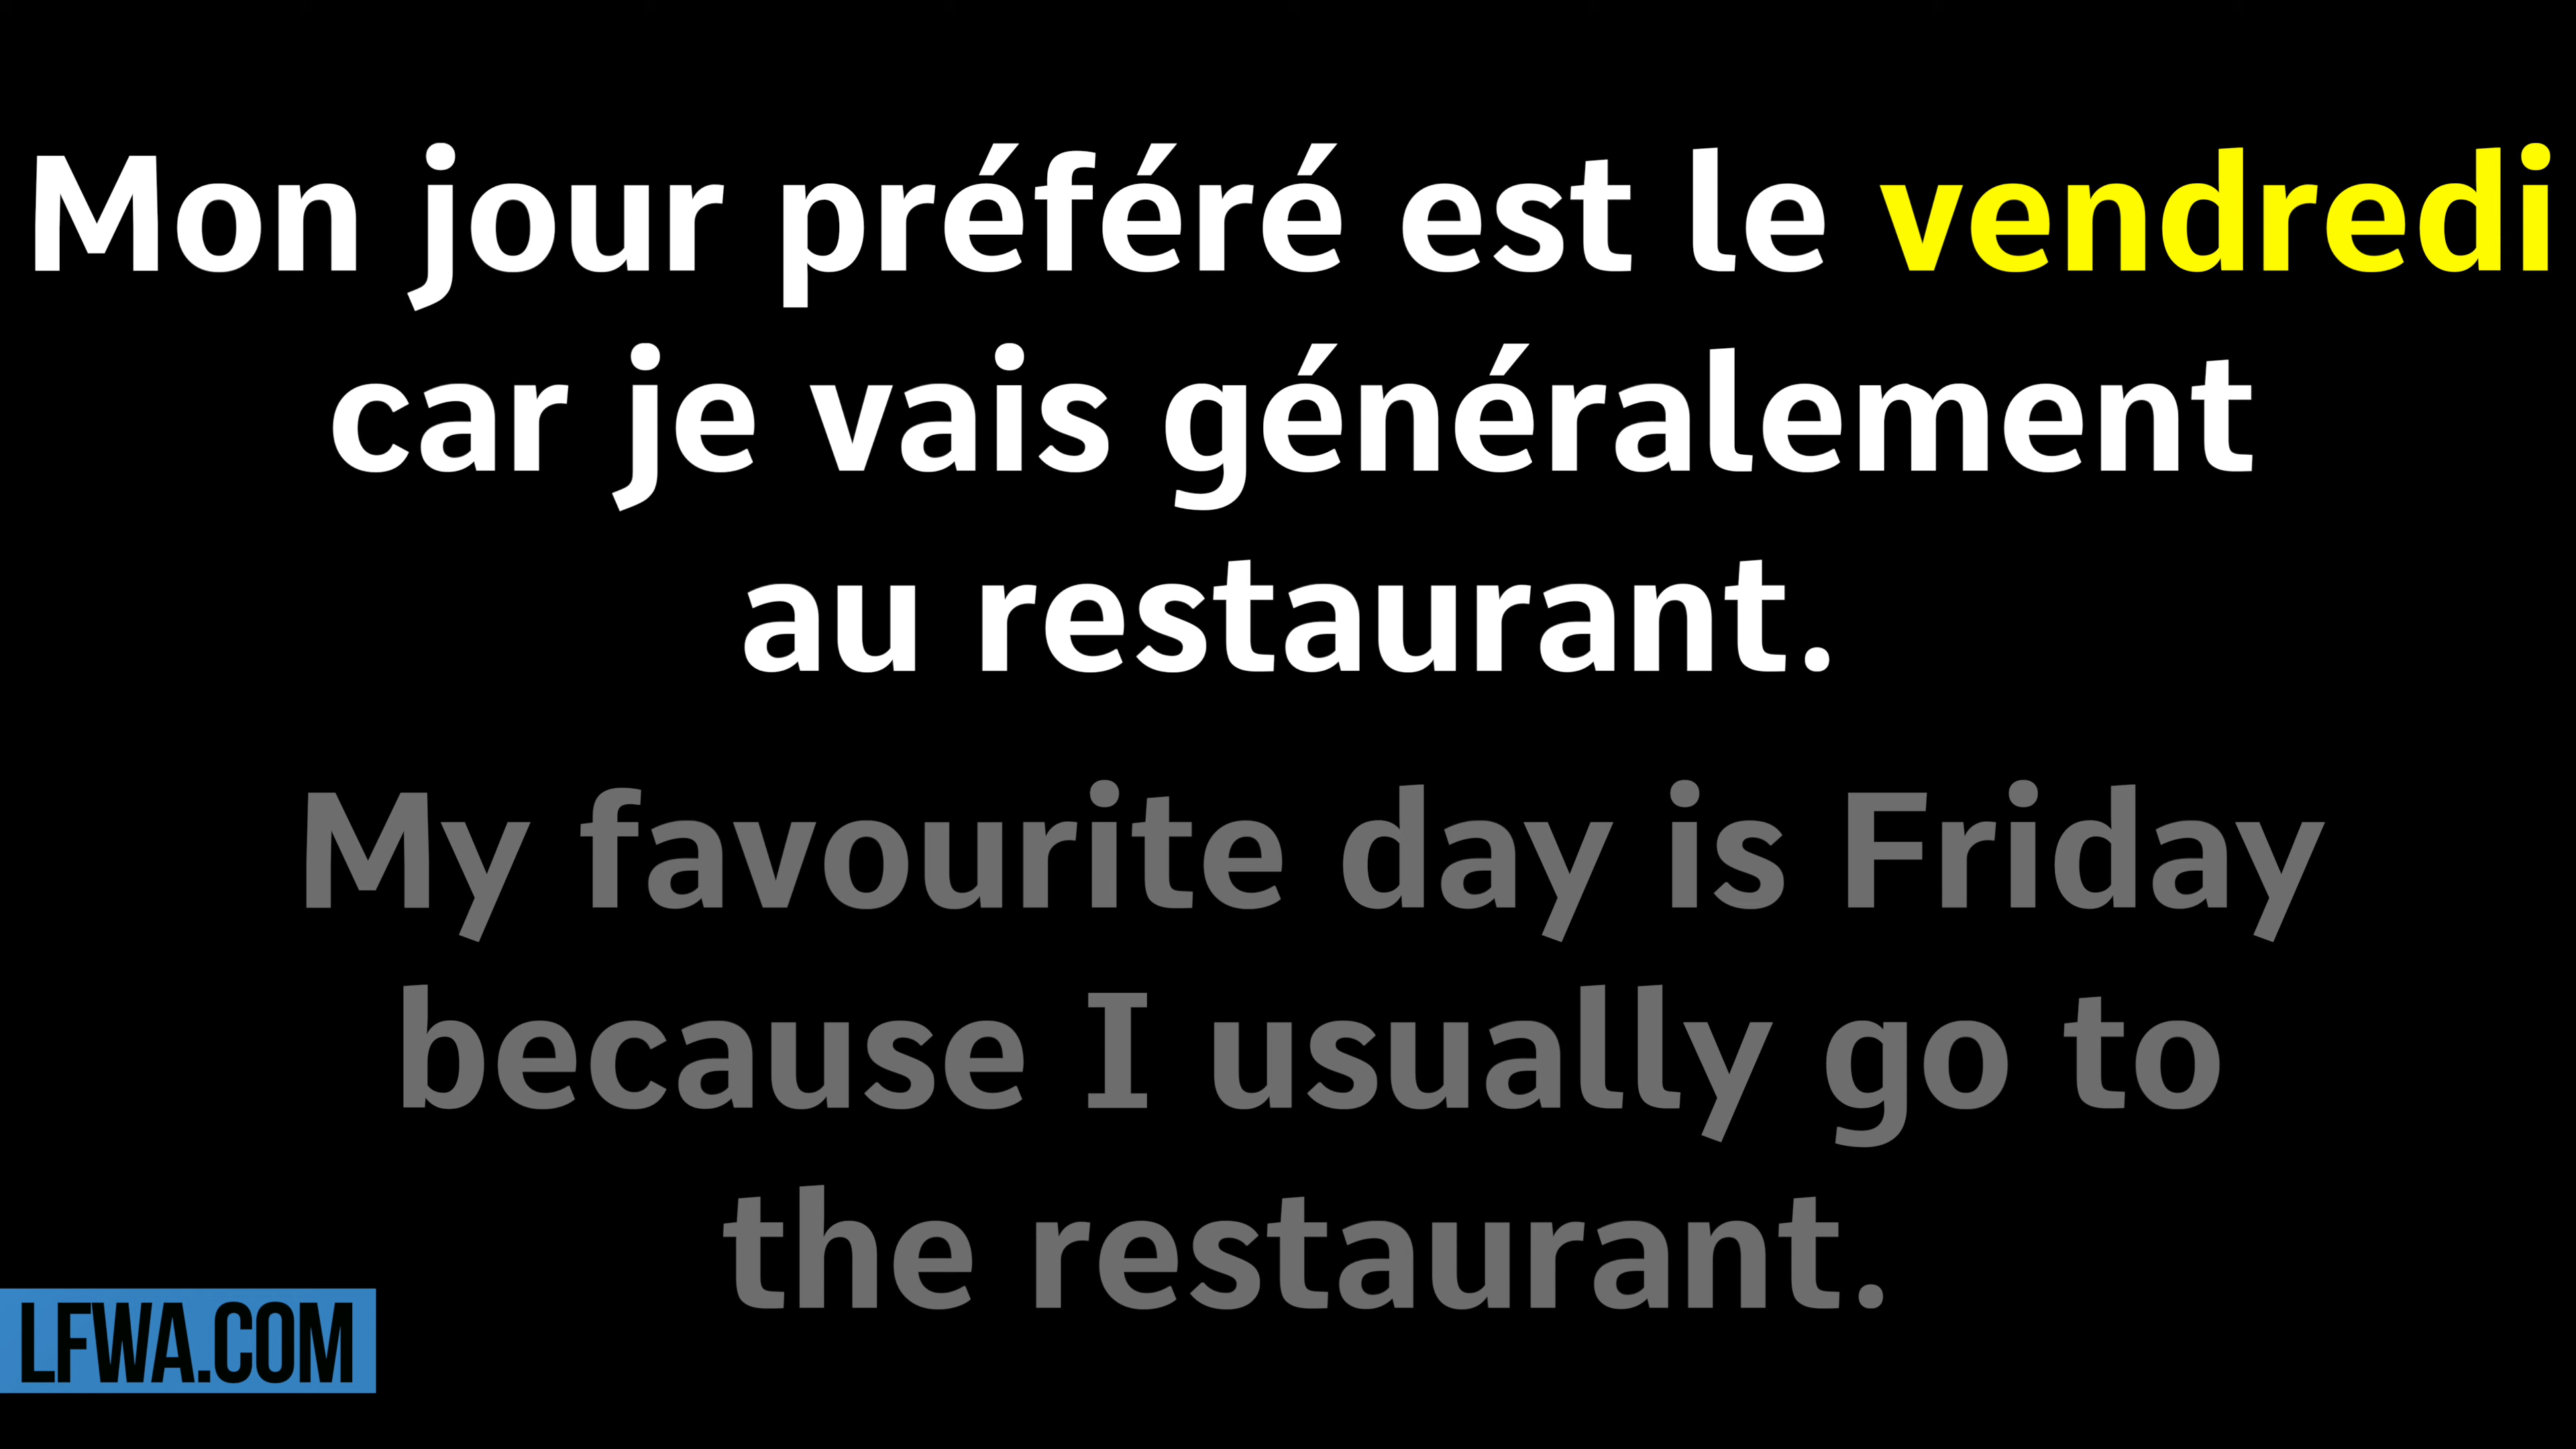 Mon jour préféré est le vendredi
car je vais généralement
au restaurant.
My favourite day is Friday
because I usually go to
the restaurant.
LFWA.COM